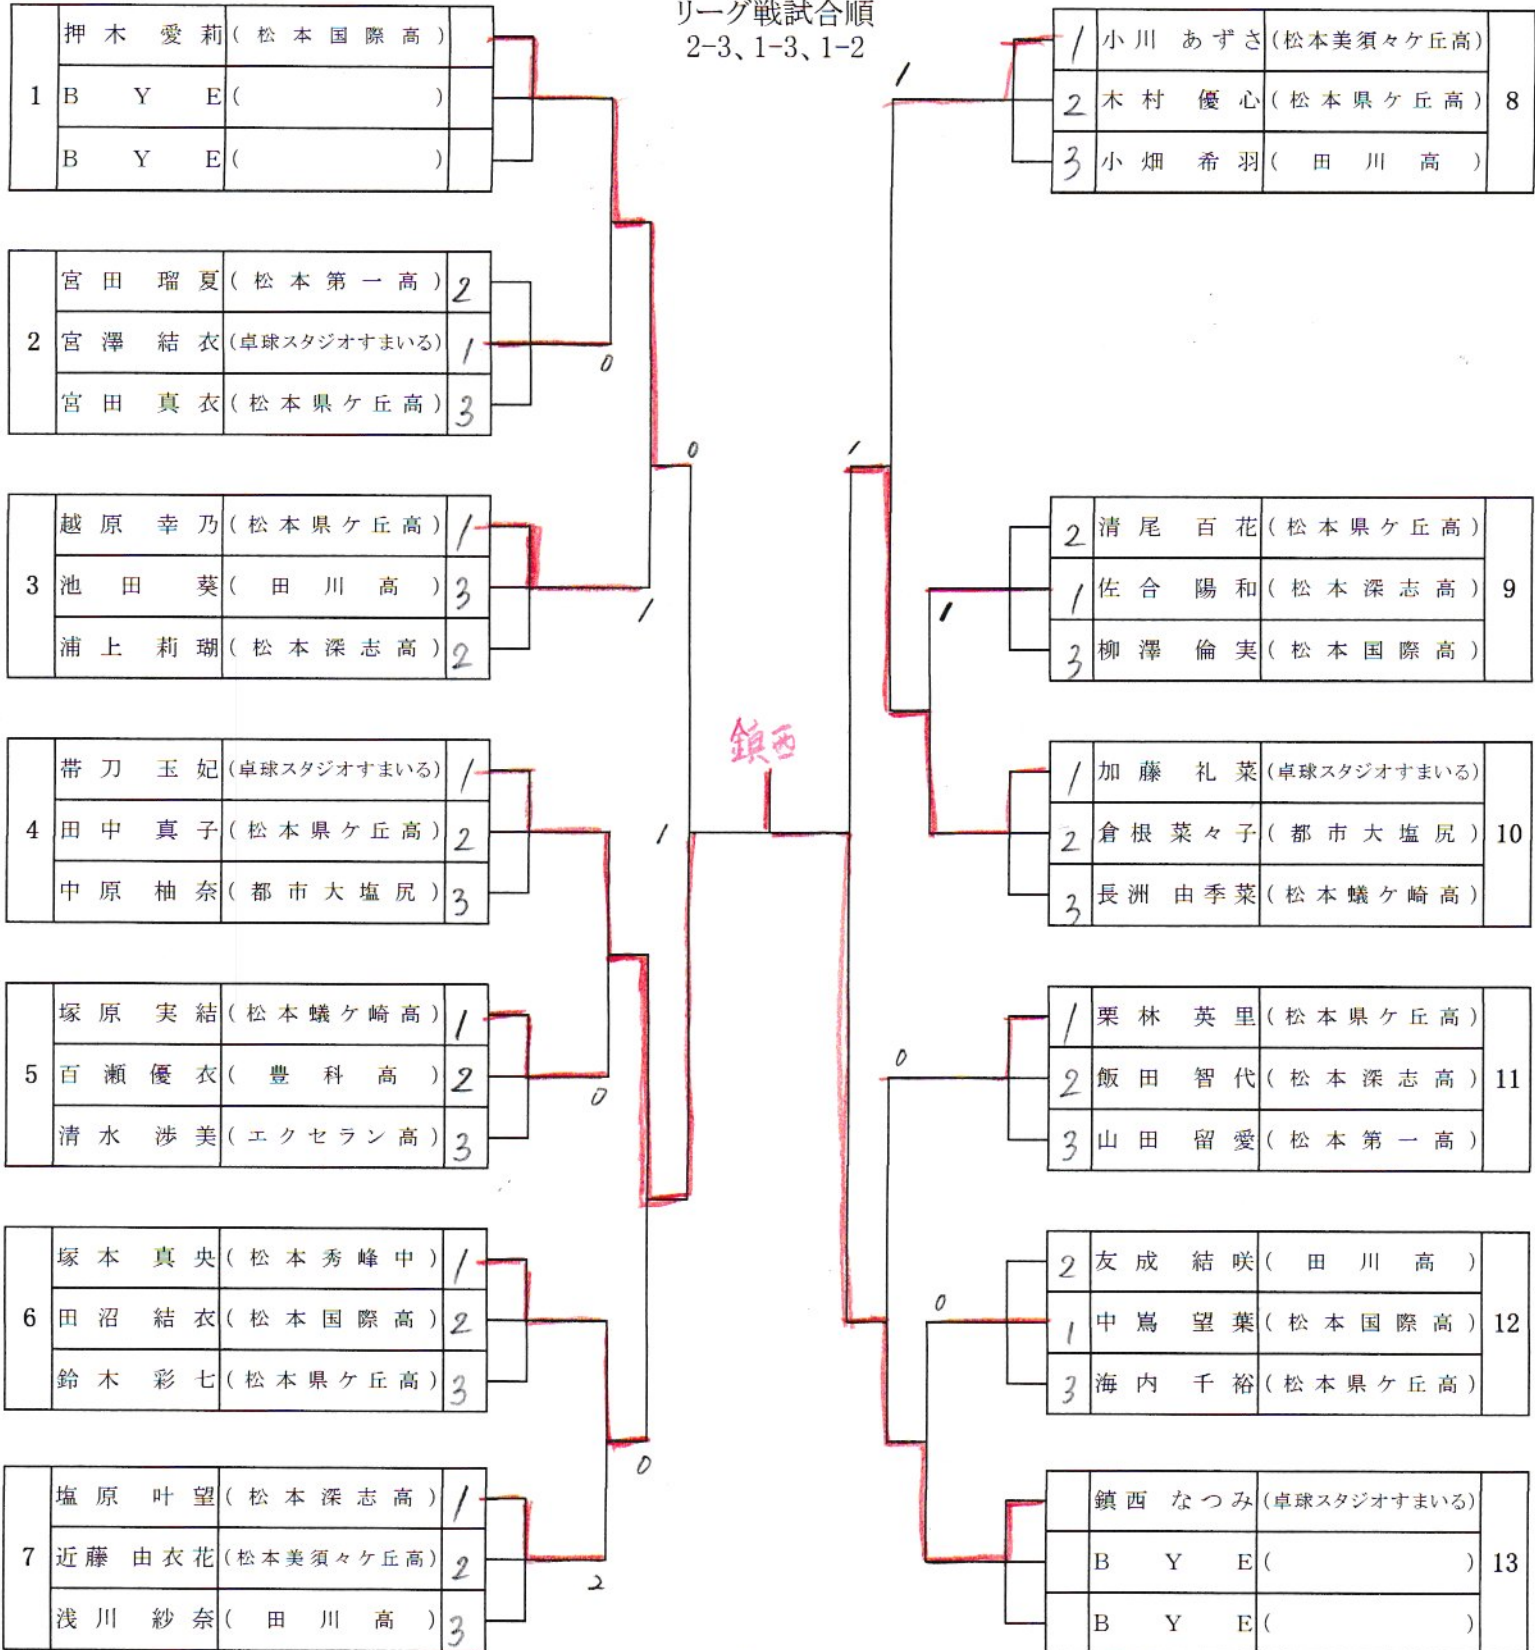 リーグ戦試合順
2-3、1-3、1-2
1
押木 愛莉 (松本国際高)
BYE ( )
BYE ( )
2
宮田 瑠夏 (松本第一高) 2
宮澤 結衣 (卓球スタジオすまいる) 1
宮田 真衣 (松本県ケ丘高) 3
0
3
越原 幸乃 (松本県ケ丘高) 1
池田 葵 (田川高) 3
浦上 莉瑚 (松本深志高) 2
1
0
4
帯刀 玉妃 (卓球スタジオすまいる) 1
田中 真子 (松本県ケ丘高) 2
中原 柚奈 (都市大塩尻) 3
1
5
塚原 実結 (松本蟻ケ崎高) 1
百瀬 優衣 (豊科高) 2
清水 渉美 (エクセラン高) 3
0
6
塚本 真央 (松本秀峰中) 1
田沼 結衣 (松本国際高) 2
鈴木 彩七 (松本県ケ丘高) 3
0
7
塩原 叶望 (松本深志高) 1
近藤 由衣花 (松本美須々ケ丘高) 2
浅川 紗奈 (田川高) 3
2
鎮西
1
1 小川 あずさ (松本美須々ケ丘高)
2 木村 優心 (松本県ケ丘高)
3 小畑 希羽 (田川高)
8
1
2 清尾 百花 (松本県ケ丘高)
1 佐合 陽和 (松本深志高)
3 柳澤 倫実 (松本国際高)
9
1
1 加藤 礼菜 (卓球スタジオすまいる)
2 倉根 菜々子 (都市大塩尻)
3 長洲 由季菜 (松本蟻ケ崎高)
10
0
1 栗林 英里 (松本県ケ丘高)
2 飯田 智代 (松本深志高)
3 山田 留愛 (松本第一高)
11
0
2 友成 結咲 (田川高)
1 中嶌 望葉 (松本国際高)
3 海内 千裕 (松本県ケ丘高)
12
鎮西 なつみ (卓球スタジオすまいる)
BYE ( )
BYE ( )
13